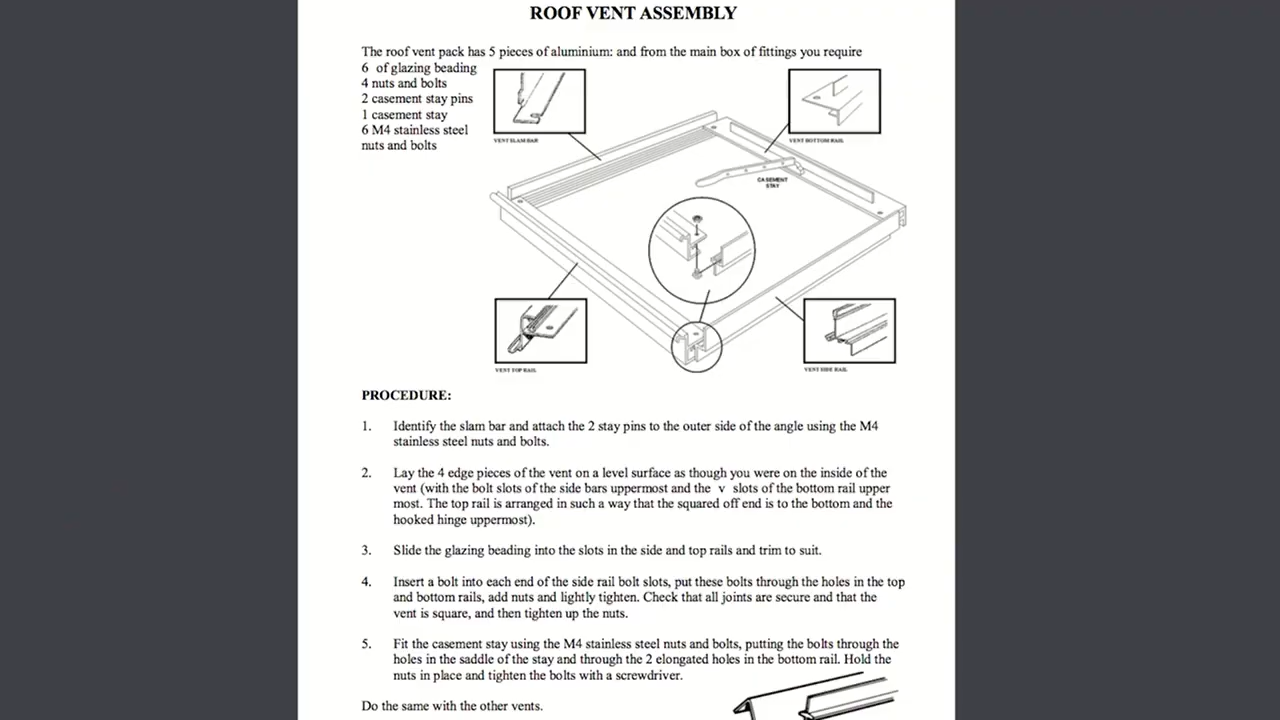 ROOF VENT ASSEMBLY
The roof vent pack has 5 pieces of aluminium: and from the main box of fittings you require
6 of glazing beading
4 nuts and bolts
2 casement stay pins
1 casement stay
6 M4 stainless steel
nuts and bolts
VENT SLAM BAR
VENT BOTTOM RAIL
CASEMENT
STAY
VENT TOP RAIL
VENT SIDE RAIL
PROCEDURE:
1. Identify the slam bar and attach the 2 stay pins to the outer side of the angle using the M4
stainless steel nuts and bolts.
2. Lay the 4 edge pieces of the vent on a level surface as though you were on the inside of the
vent (with the bolt slots of the side bars uppermost and the v slots of the bottom rail upper
most. The top rail is arranged in such a way that the squared off end is to the bottom and the
hooked hinge uppermost).
3. Slide the glazing beading into the slots in the side and top rails and trim to suit.
4. Insert a bolt into each end of the side rail bolt slots, put these bolts through the holes in the top
and bottom rails, add nuts and lightly tighten. Check that all joints are secure and that the
vent is square, and then tighten up the nuts.
5. Fit the casement stay using the M4 stainless steel nuts and bolts, putting the bolts through the
holes in the saddle of the stay and through the 2 elongated holes in the bottom rail. Hold the
nuts in place and tighten the bolts with a screwdriver.
Do the same with the other vents.